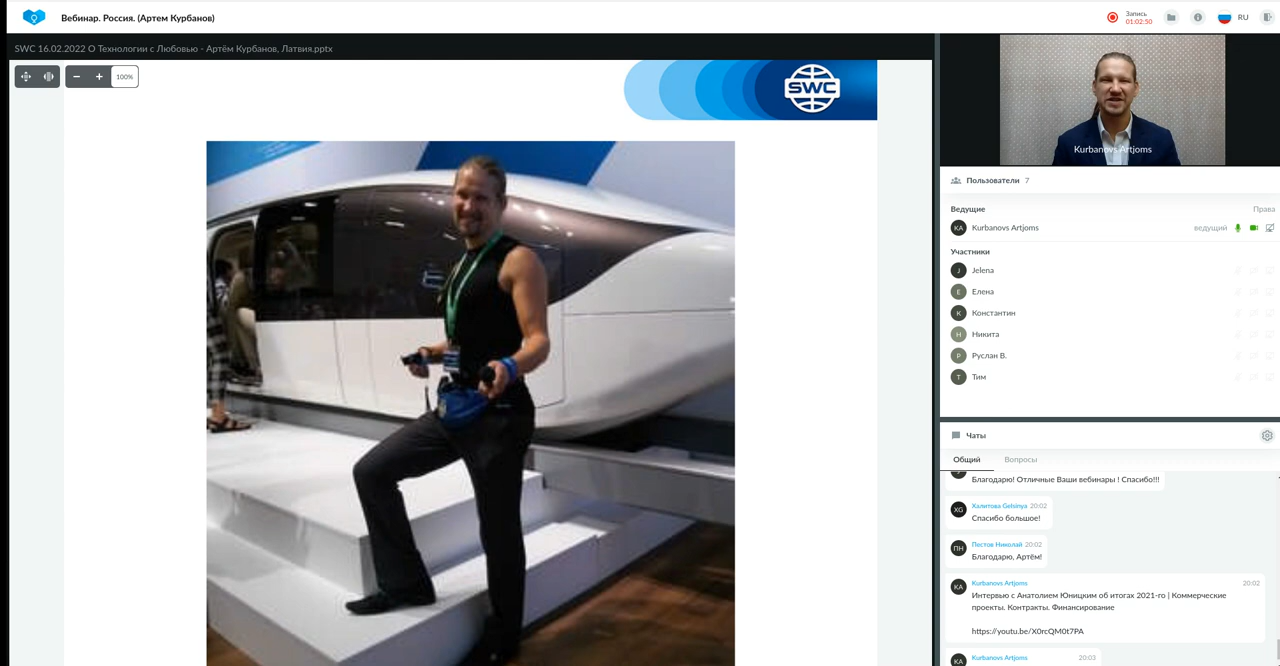 Вебинар. Россия. (Артем Курбанов)
Запись
01:02:50
RU
SWC 16.02.2022 О Технологии с Любовью - Артём Курбанов, Латвия.pptx
100%
SWC
Kurbanovs Artjoms
Пользователи 7
Ведущие
Права
KA
Kurbanovs Artjoms
ведущий
Участники
J
Jelena
Е
Елена
К
Константин
Н
Никита
Р
Руслан В.
Т
Тим
Чаты
Общий
Вопросы
Благодарю! Отличные Ваши вебинары ! Спасибо!!!
XG
Халитова Gelsinya 20:02
Спасибо большое!
ПН
Пестов Николай 20:02
Благодарю, Артём!
KA
Kurbanovs Artjoms
20:02
Интервью с Анатолием Юницким об итогах 2021-го | Коммерческие
проекты. Контракты. Финансирование
https://youtu.be/X0rcQM0t7PA
KA
Kurbanovs Artjoms
20:03